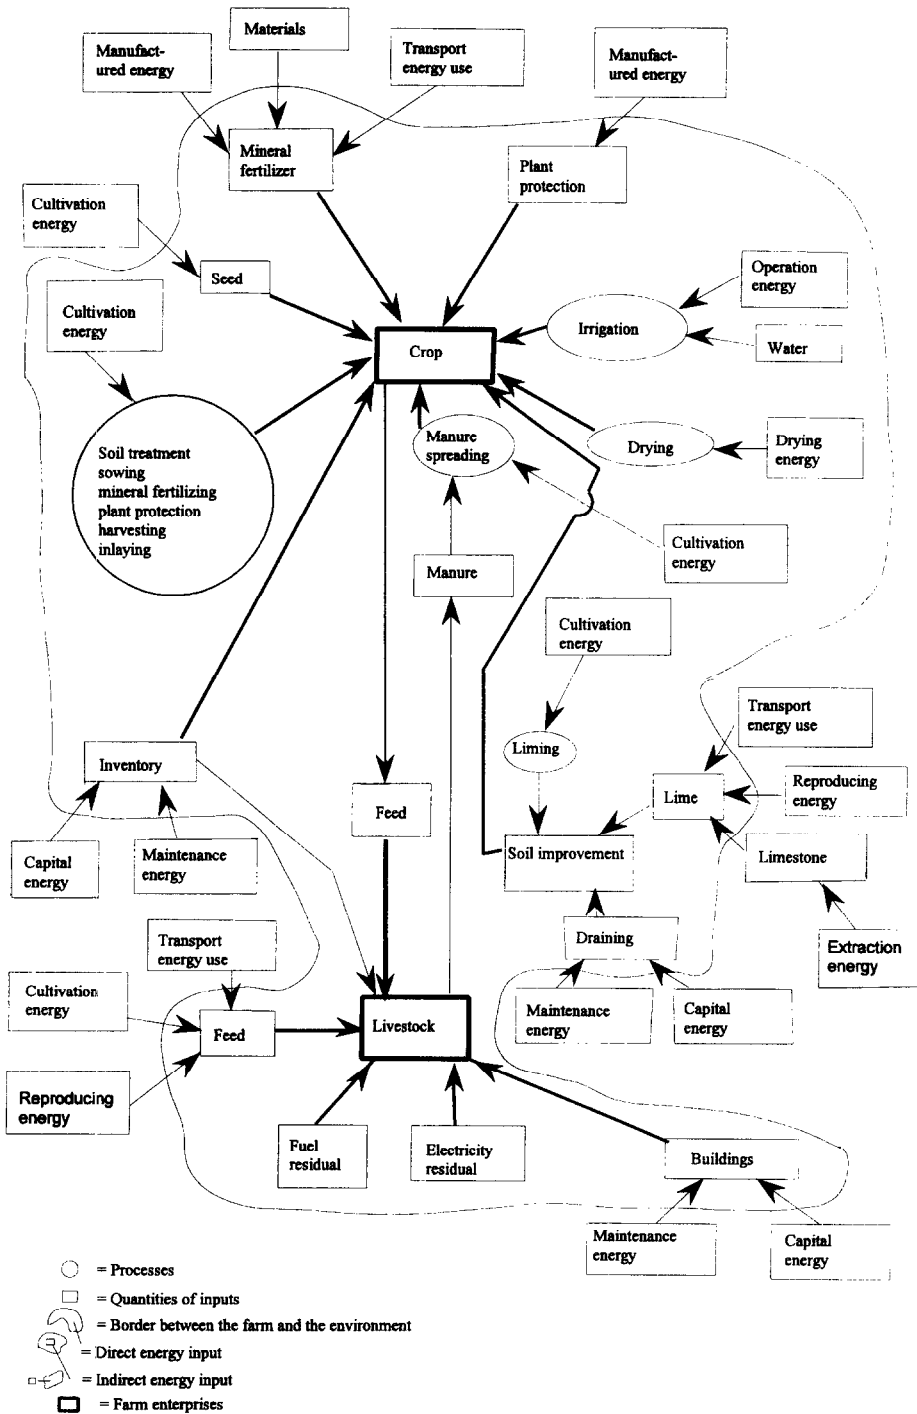 Materials
Manufact-
ured energy
Transport
energy use
Manufact-
ured energy
Mineral
fertilizer
Plant
protection
Cultivation
energy
Seed
Operation
energy
Cultivation
energy
Irrigation
Water
Crop
Soil treatment
sowing
mineral fertilizing
plant protection
harvesting
inlaying
Manure
spreading
Drying
Drying
energy
Manure
Cultivation
energy
Cultivation
energy
Transport
energy use
Liming
Inventory
Lime
Reproducing
energy
Feed
Capital
energy
Maintenance
energy
Soil improvement
Limestone
Transport
energy use
Draining
Extraction
energy
Cultivation
energy
Feed
Livestock
Maintenance
energy
Capital
energy
Reproducing
energy
Fuel
residual
Electricity
residual
Buildings
Maintenance
energy
Capital
energy
= Processes
= Quantities of inputs
= Border between the farm and the environment
= Direct energy input
= Indirect energy input
= Farm enterprises